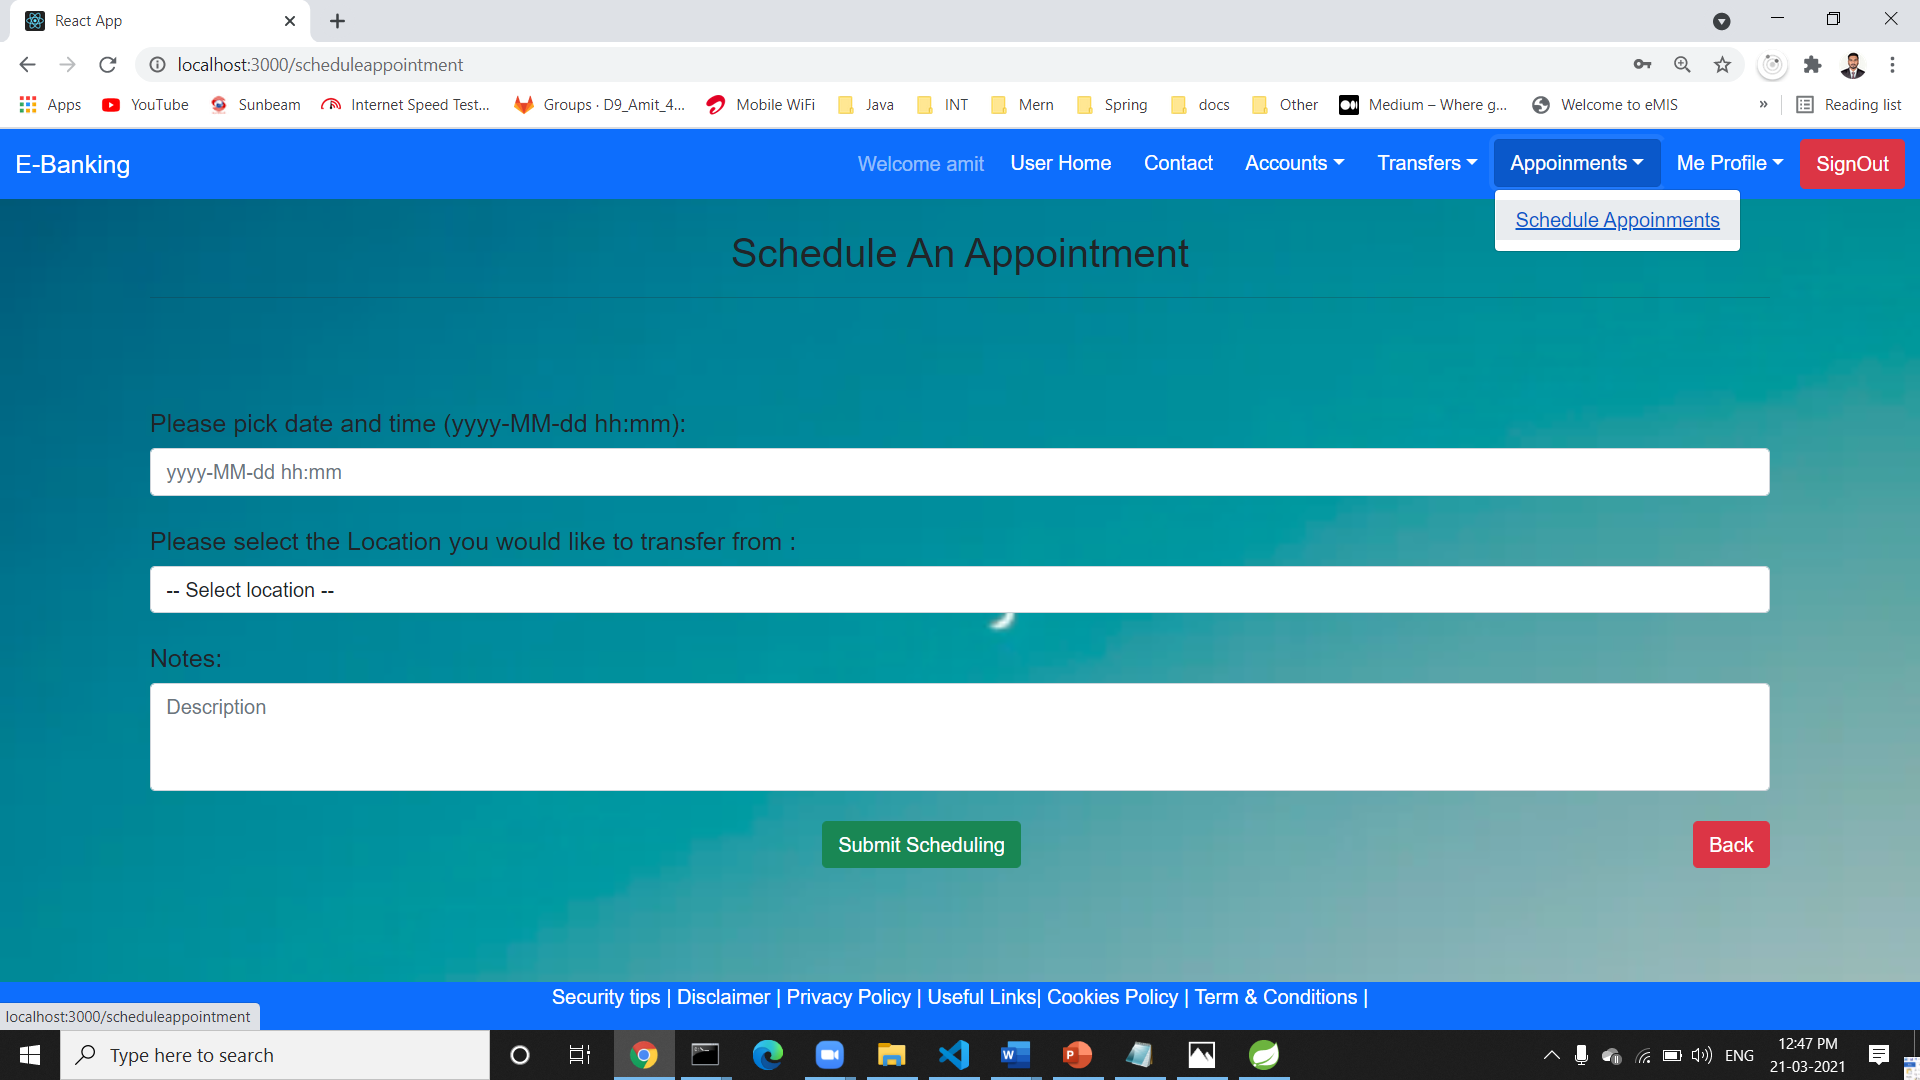 React App
localhost:3000/scheduleappointment
Apps YouTube Sunbeam Internet Speed Test... Groups · D9_Amit_4... Mobile WiFi Java INT Mern Spring docs Other Medium – Where g... Welcome to eMIS » Reading list
E-Banking Welcome amit User Home Contact Accounts Transfers Appoinments Me Profile SignOut
Schedule Appoinments
Schedule An Appointment
Please pick date and time (yyyy-MM-dd hh:mm):
yyyy-MM-dd hh:mm
Please select the Location you would like to transfer from :
-- Select location --
Notes:
Description
Submit Scheduling Back
Security tips | Disclaimer | Privacy Policy | Useful Links| Cookies Policy | Term & Conditions |
localhost:3000/scheduleappointment
Type here to search
ENG
12:47 PM
21-03-2021